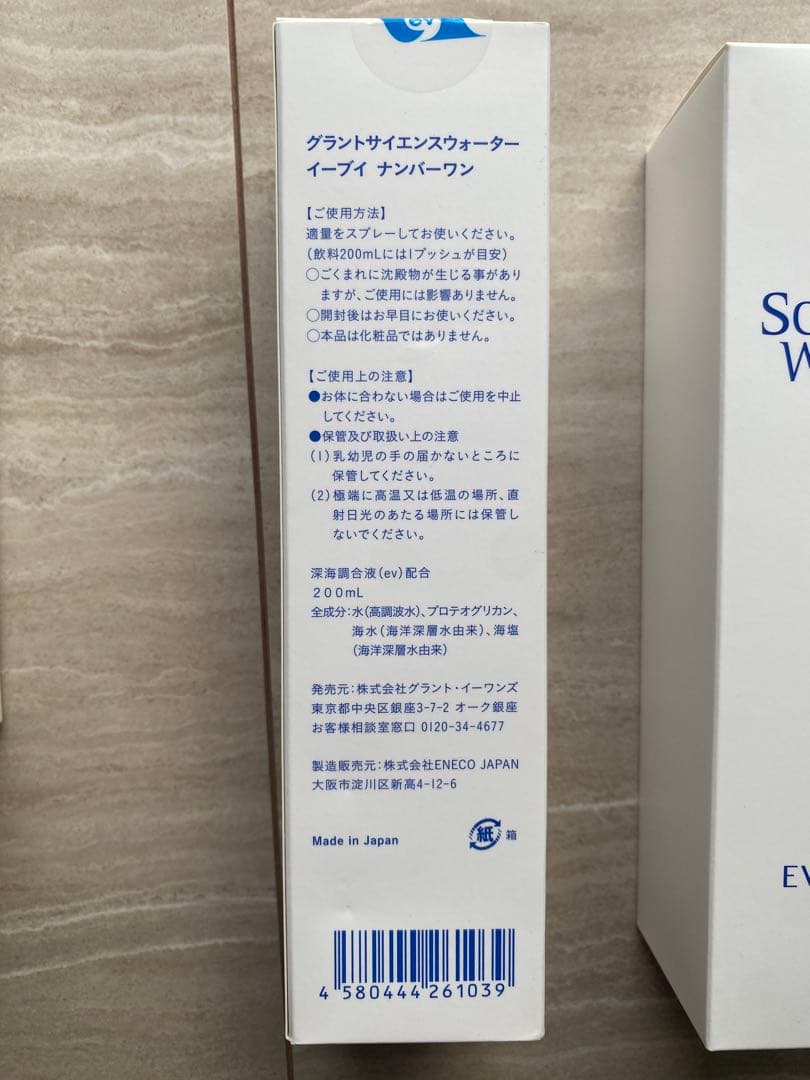 ev
グラントサイエンスウォーター
イーブイ ナンバーワン
【ご使用方法】
適量をスプレーしてお使いください。
(飲料200mLには1プッシュが目安)
○ごくまれに沈殿物が生じる事があり
ますが、ご使用には影響ありません。
○開封後はお早目にお使いください。
○本品は化粧品ではありません。
【ご使用上の注意】
●お体に合わない場合はご使用を中止
してください。
●保管及び取扱い上の注意
(1)乳幼児の手の届かないところに
保管してください。
(2)極端に高温又は低温の場所、直
射日光のあたる場所には保管し
ないでください。
深海調合液(ev)配合
200mL
全成分:水(高調波水)、プロテオグリカン、
海水(海洋深層水由来)、海塩
(海洋深層水由来)
発売元:株式会社グラント・イーワンズ
東京都中央区銀座3-7-2 オーク銀座
お客様相談室窓口 0120-34-4677
製造販売元:株式会社ENECO JAPAN
大阪市淀川区新高4-12-6
Made in Japan
紙 箱
4 580444 261039
So
W
EV